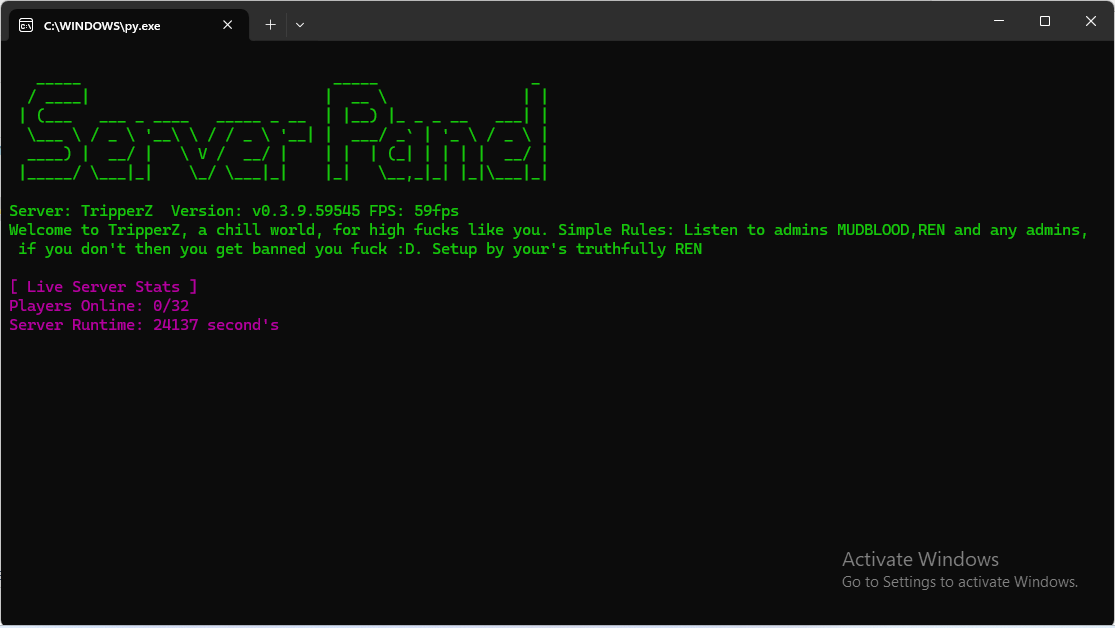 C:\WINDOWS\py.exe
Server Panel
Server: TripperZ  Version: v0.3.9.59545 FPS: 59fps
Welcome to TripperZ, a chill world, for high fucks like you. Simple Rules: Listen to admins MUDBLOOD,REN and any admins,
if you don't then you get banned you fuck :D. Setup by your's truthfully REN
[ Live Server Stats ]
Players Online: 0/32
Server Runtime: 24137 second's
Activate Windows
Go to Settings to activate Windows.